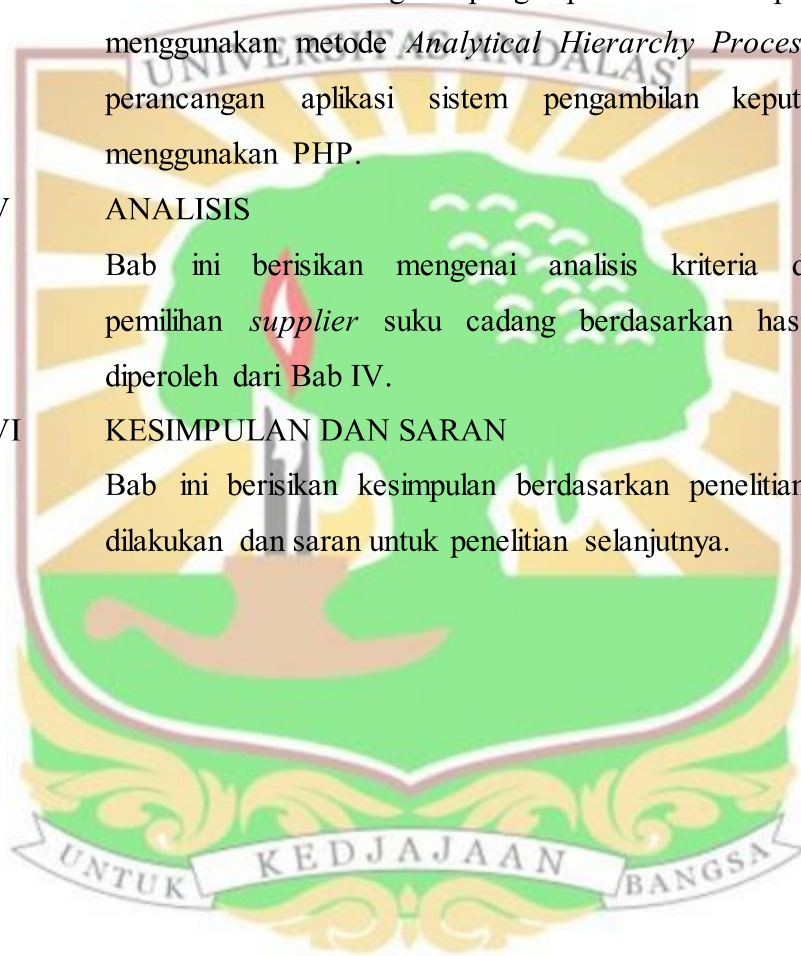 menggunakan metode Analytical Hierarchy Proces
perancangan aplikasi sistem pengambilan keput
menggunakan PHP.
V ANALISIS
Bab ini berisikan mengenai analisis kriteria d
pemilihan supplier suku cadang berdasarkan has
diperoleh dari Bab IV.
VI KESIMPULAN DAN SARAN
Bab ini berisikan kesimpulan berdasarkan penelitian
dilakukan dan saran untuk penelitian selanjutnya.
UNIVERSITAS ANDALAS
UNTUK KEDJAJAAN BANGSA